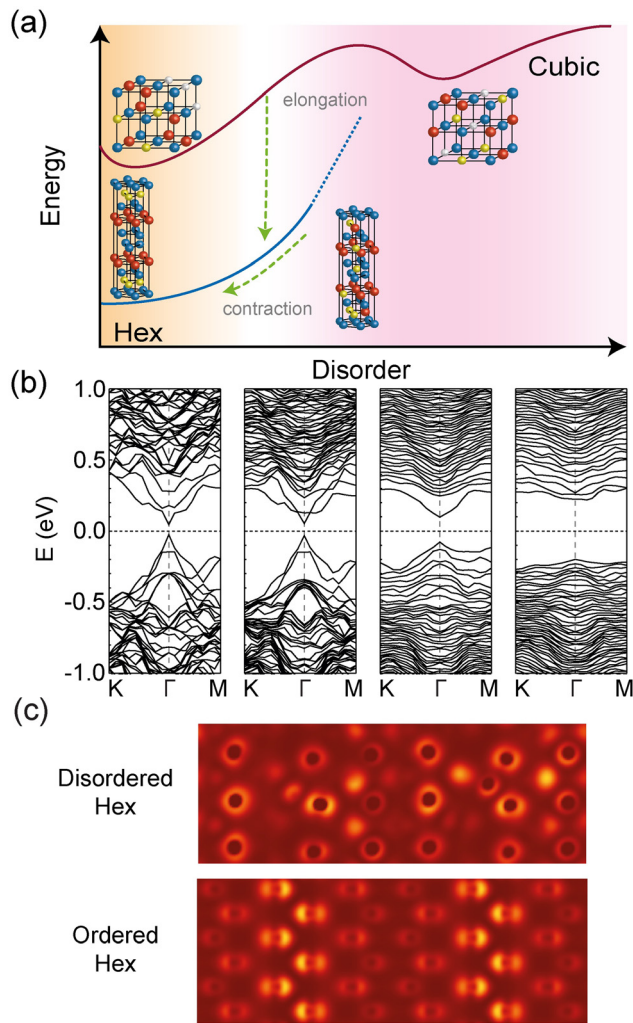 (a)
Energy
elongation
Cubic
contraction
Hex
Disorder
(b)
E (eV)
1.0
0.5
0.0
-0.5
-1.0
K Γ M K Γ M K Γ M K Γ M
(c)
Disordered
Hex
Ordered
Hex